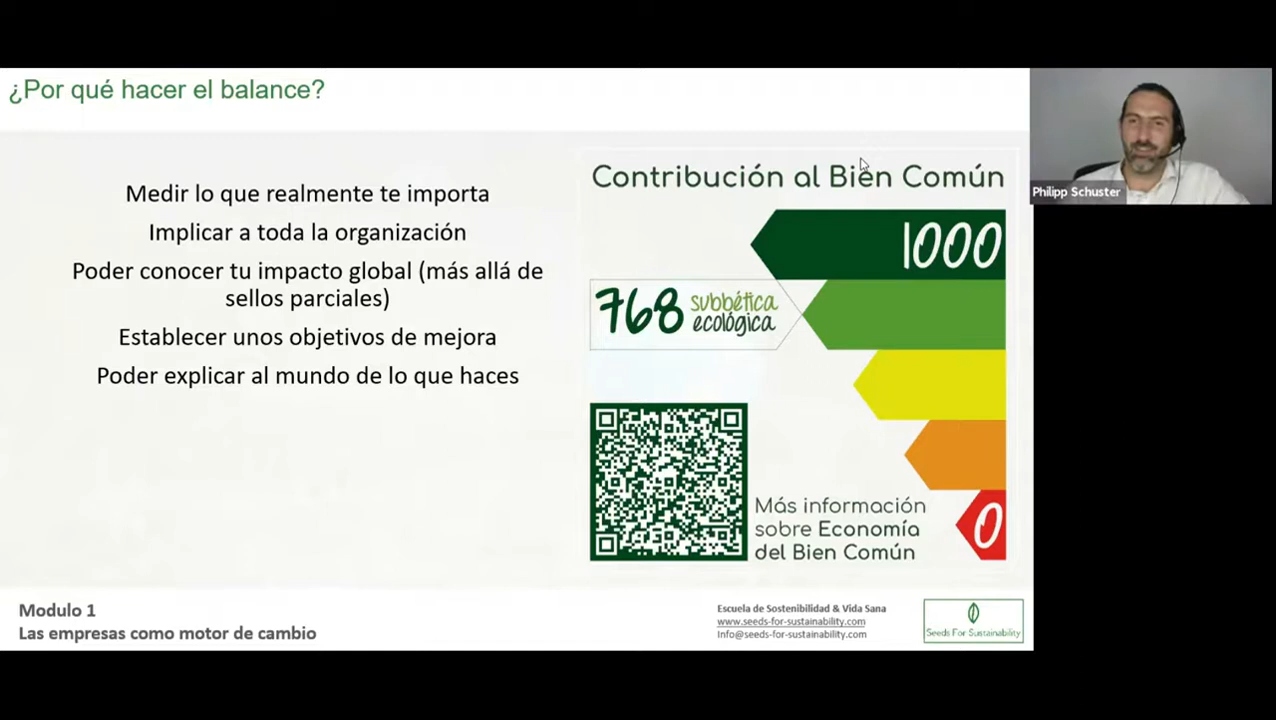 ¿Por qué hacer el balance?
Medir lo que realmente te importa
Implicar a toda la organización
Poder conocer tu impacto global (más allá de
sellos parciales)
Establecer unos objetivos de mejora
Poder explicar al mundo de lo que haces
Contribución al Bien Común
1000
768 subbética
ecológica
Más información
sobre Economía
del Bien Común
0
Philipp Schuster
Modulo 1
Las empresas como motor de cambio
Escuela de Sostenibilidad & Vida Sana
www.seeds-for-sustainability.com
Info@seeds-for-sustainability.com
Seeds For Sustainability